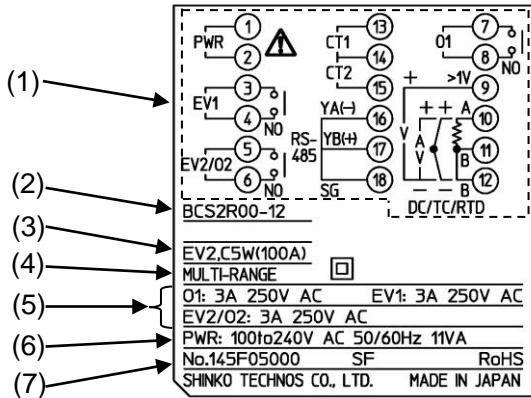 PWR 1 13 7
2 CT1 14 O1 8
CT2 NO
EV1 3 15 + >1V 9
4 NO YA(-) 16 + + A 10
RS-485 YB(+) 17 V A V B 11
EV2/O2 5
6 NO SG 18 - - B 12
DC/TC/RTD
(1)
(2) BCS2R00-12
(3) EV2,C5W(100A)
(4) MULTI-RANGE
(5) O1: 3A 250V AC EV1: 3A 250V AC
EV2/O2: 3A 250V AC
(6) PWR: 100to240V AC 50/60Hz 11VA
(7) No.145F05000 SF RoHS
SHINKO TECHNOS CO., LTD. MADE IN JAPAN